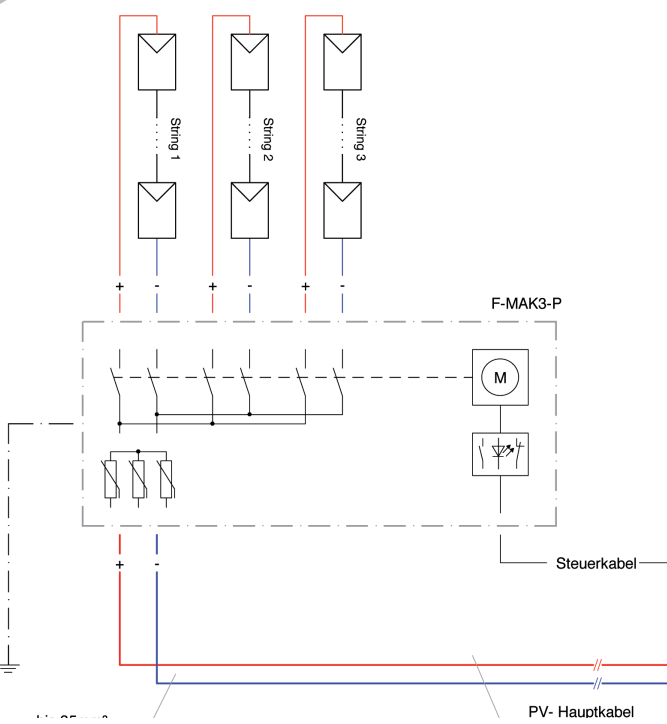 String 1
String 2
String 3
+ - + - + -
F-MAK3-P
M
+ -
Steuerkabel
PV- Hauptkabel